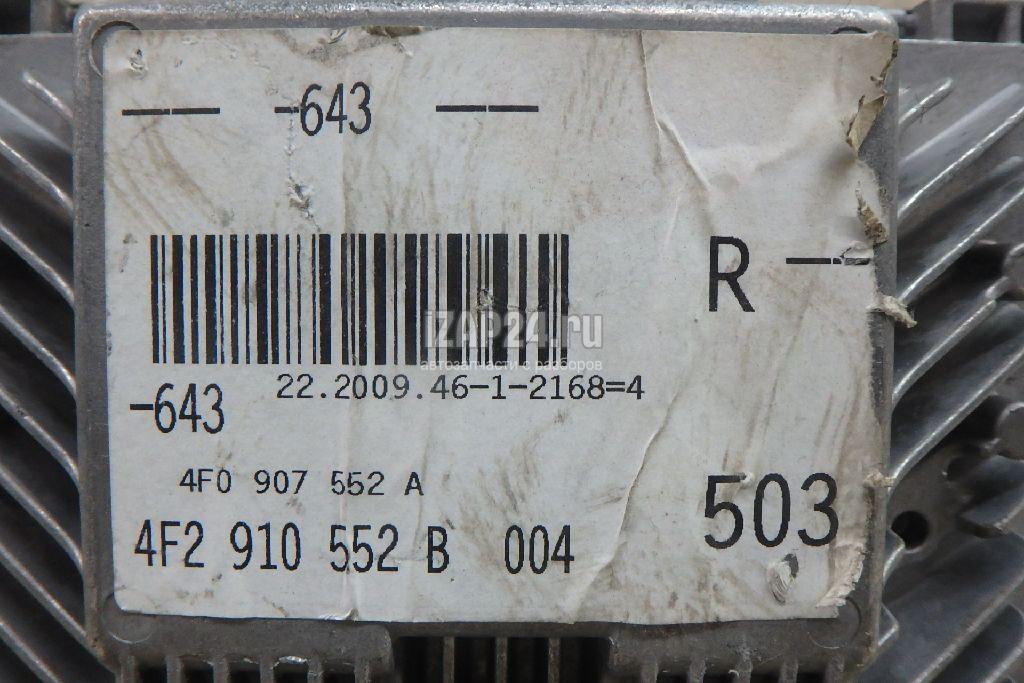 -643
R
iZAP24.ru
автозапчасти с разборов
22.2009.46-1-2168=4
-643
4F0 907 552 A
503
4F2 910 552 B 004